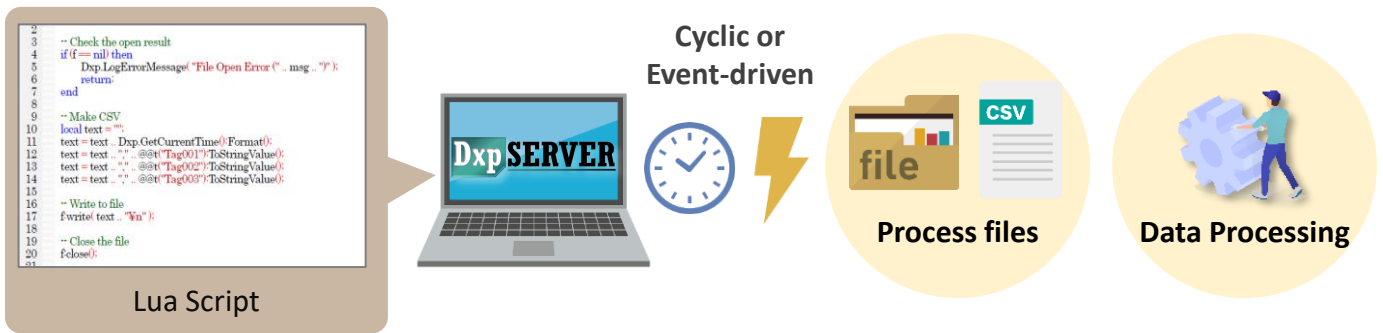 2
3 -- Check the open result
4 if (f == nil) then
5 Dxp.LogErrorMessage( "File Open Error (" .. msg .. ")" );
6 return;
7 end
8
9 -- Make CSV
10 local text = "";
11 text = text .. Dxp.GetCurrentTime():Format();
12 text = text .. "," .. @@t("Tag001"):ToStringValue();
13 text = text .. "," .. @@t("Tag002"):ToStringValue();
14 text = text .. "," .. @@t("Tag003"):ToStringValue();
15
16 -- Write to file
17 f:write( text .. "¥n" );
18
19 -- Close the file
20 f:close();
21
Lua Script
Dxp SERVER
Cyclic or
Event-driven
file
CSV
Process files
Data Processing